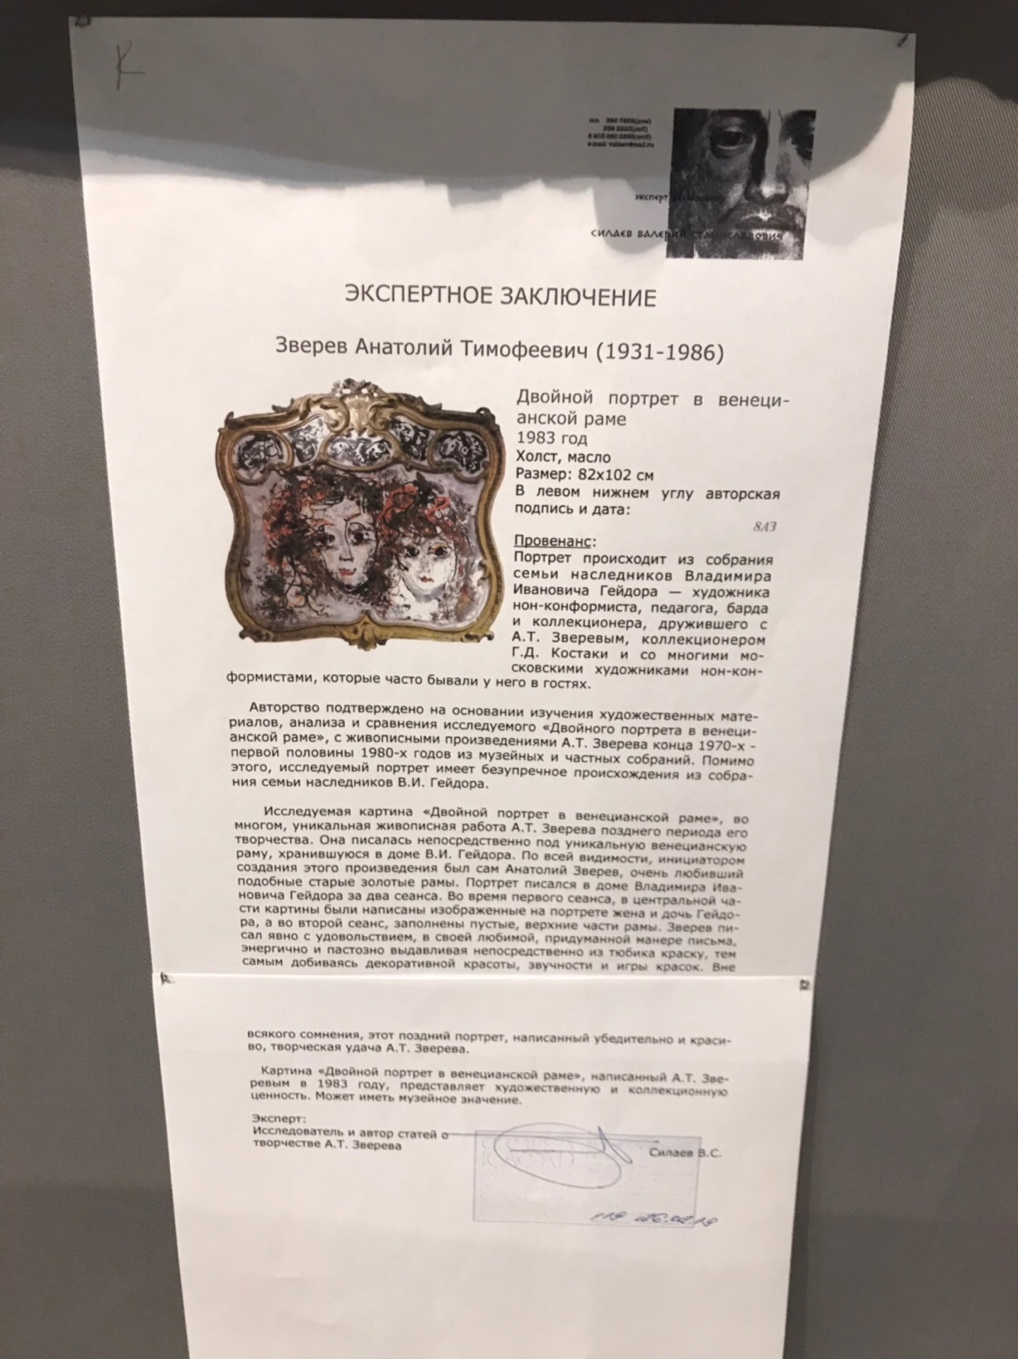 К
эксперт
СИЛАЕВ ВАЛЕРИЙ СТАНИСЛАВОВИЧ
ЭКСПЕРТНОЕ ЗАКЛЮЧЕНИЕ
Зверев Анатолий Тимофеевич (1931-1986)
Двойной портрет в венеци-
анской раме
1983 год
Холст, масло
Размер: 82х102 см
В левом нижнем углу авторская
подпись и дата:
8АЗ
Провенанс:
Портрет происходит из собрания
семьи наследников Владимира
Ивановича Гейдора — художника
нон-конформиста, педагога, барда
и коллекционера, дружившего с
А.Т. Зверевым, коллекционером
Г.Д. Костаки и со многими мо-
сковскими художниками нон-кон-
формистами, которые часто бывали у него в гостях.
Авторство подтверждено на основании изучения художественных мате-
риалов, анализа и сравнения исследуемого «Двойного портрета в венеци-
анской раме», с живописными произведениями А.Т. Зверева конца 1970-х -
первой половины 1980-х годов из музейных и частных собраний. Помимо
этого, исследуемый портрет имеет безупречное происхождения из собра-
ния семьи наследников В.И. Гейдора.
Исследуемая картина «Двойной портрет в венецианской раме», во
многом, уникальная живописная работа А.Т. Зверева позднего периода его
творчества. Она писалась непосредственно под уникальную венецианскую
раму, хранившуюся в доме В.И. Гейдора. По всей видимости, инициатором
создания этого произведения был сам Анатолий Зверев, очень любивший
подобные старые золотые рамы. Портрет писался в доме Владимира Ива-
новича Гейдора за два сеанса. Во время первого сеанса, в центральной ча-
сти картины были написаны изображенные на портрете жена и дочь Гейдо-
ра, а во второй сеанс, заполнены пустые, верхние части рамы. Зверев пи-
сал явно с удовольствием, в своей любимой, придуманной манере письма,
энергично и пастозно выдавливая непосредственно из тюбика краску, тем
самым добиваясь декоративной красоты, звучности и игры красок. Вне
всякого сомнения, этот поздний портрет, написанный убедительно и краси-
во, творческая удача А.Т. Зверева.
Картина «Двойной портрет в венецианской раме», написанный А.Т. Зве-
ревым в 1983 году, представляет художественную и коллекционную
ценность. Может иметь музейное значение.
Эксперт:
Исследователь и автор статей о
творчестве А.Т. Зверева
Силаев В.С.